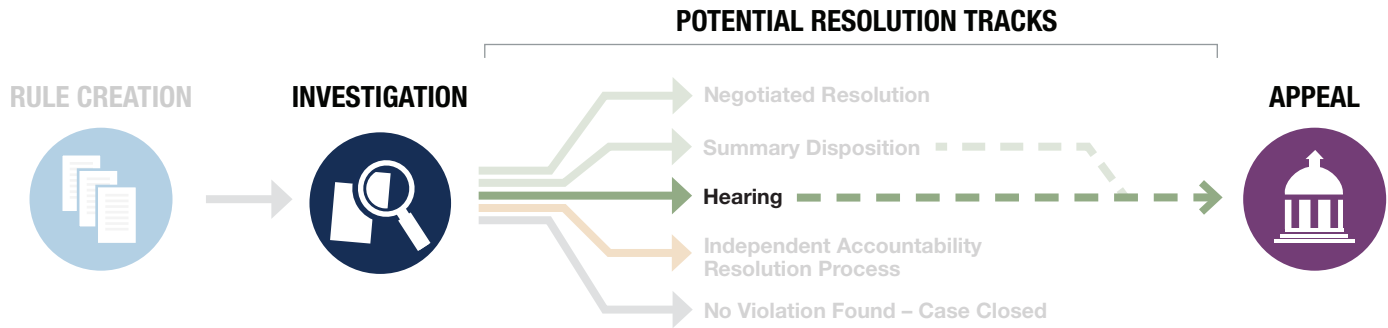 POTENTIAL RESOLUTION TRACKS
RULE CREATION
INVESTIGATION
APPEAL
Negotiated Resolution
Summary Disposition
Hearing
Independent Accountability
Resolution Process
No Violation Found – Case Closed